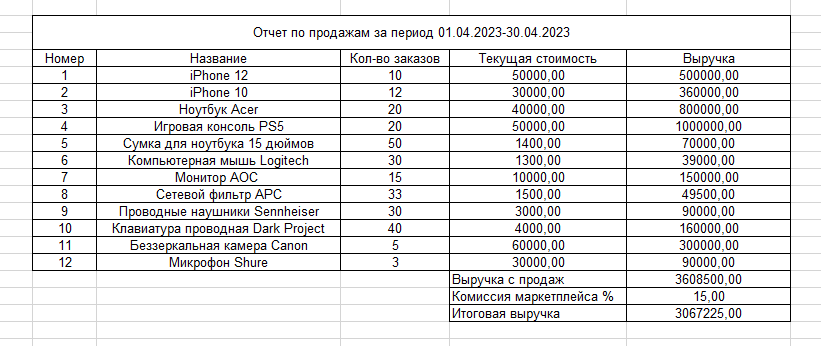 Отчет по продажам за период 01.04.2023-30.04.2023
Номер Название Кол-во заказов Текущая стоимость Выручка
1 iPhone 12 10 50000,00 500000,00
2 iPhone 10 12 30000,00 360000,00
3 Ноутбук Acer 20 40000,00 800000,00
4 Игровая консоль PS5 20 50000,00 1000000,00
5 Сумка для ноутбука 15 дюймов 50 1400,00 70000,00
6 Компьютерная мышь Logitech 30 1300,00 39000,00
7 Монитор AOC 15 10000,00 150000,00
8 Сетевой фильтр APC 33 1500,00 49500,00
9 Проводные наушники Sennheiser 30 3000,00 90000,00
10 Клавиатура проводная Dark Project 40 4000,00 160000,00
11 Беззеркальная камера Canon 5 60000,00 300000,00
12 Микрофон Shure 3 30000,00 90000,00
Выручка с продаж 3608500,00
Комиссия маркетплейса % 15,00
Итоговая выручка 3067225,00